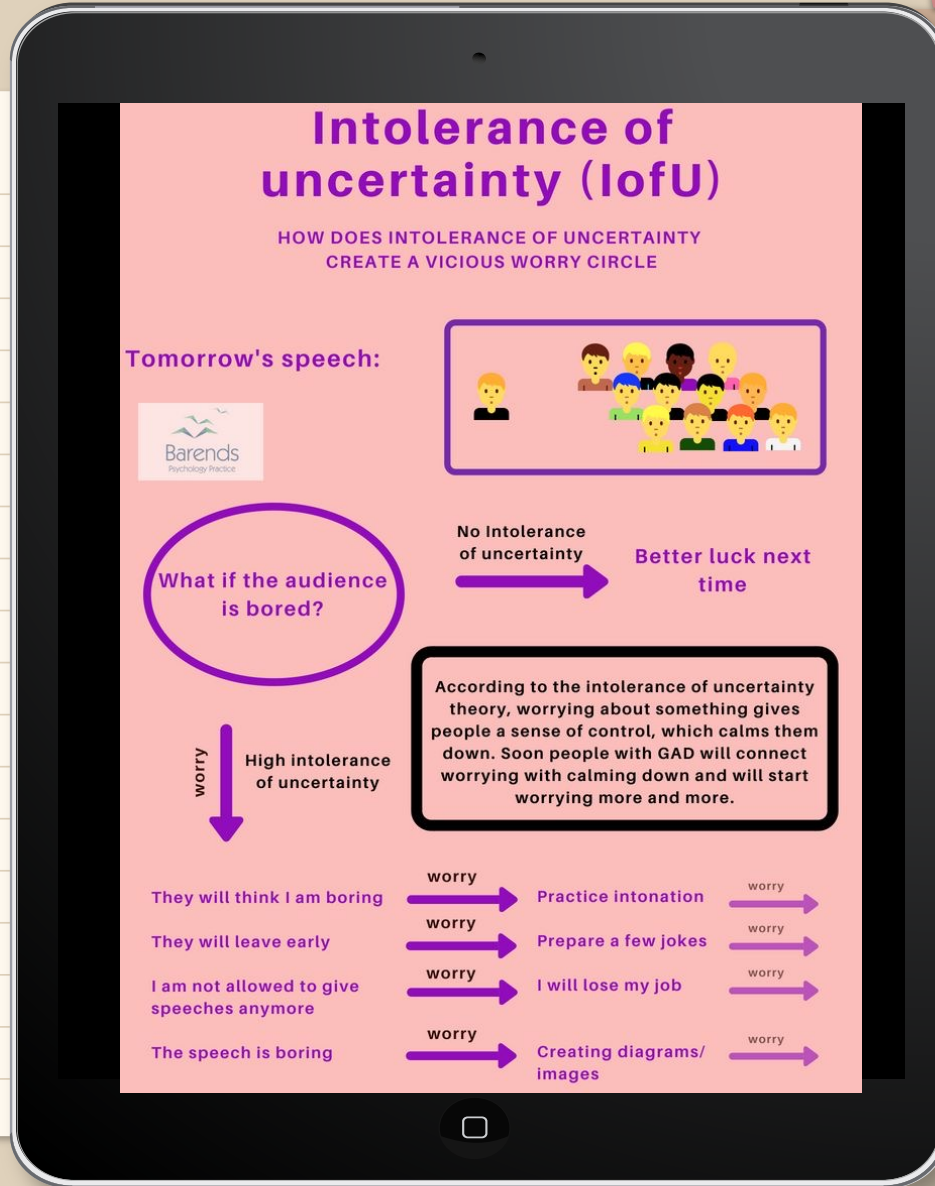 Intolerance of
uncertainty (IofU)
HOW DOES INTOLERANCE OF UNCERTAINTY
CREATE A VICIOUS WORRY CIRCLE
Tomorrow's speech:
Barends
Psychology Practice
What if the audience
is bored?
No Intolerance
of uncertainty
Better luck next
time
According to the intolerance of uncertainty
theory, worrying about something gives
people a sense of control, which calms them
down. Soon people with GAD will connect
worrying with calming down and will start
worrying more and more.
worry
High intolerance
of uncertainty
They will think I am boring
worry
Practice intonation
worry
They will leave early
worry
Prepare a few jokes
worry
I am not allowed to give
speeches anymore
worry
I will lose my job
worry
The speech is boring
worry
Creating diagrams/
images
worry